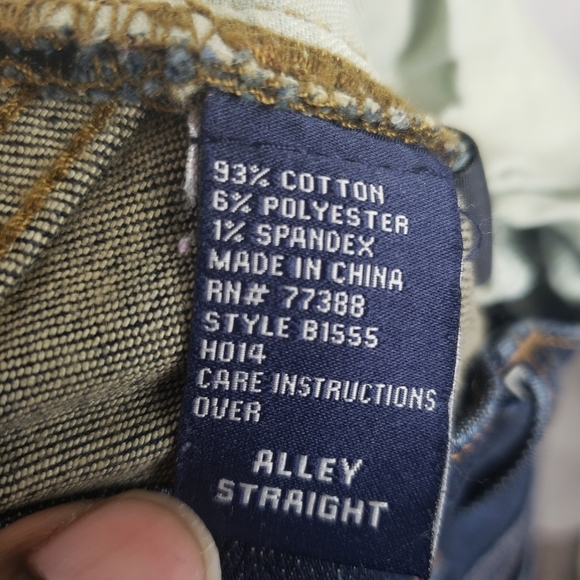 93% COTTON
6% POLYESTER
1% SPANDEX
MADE IN CHINA
RN# 77388
STYLE B1555
H014
CARE INSTRUCTIONS
OVER
ALLEY
STRAIGHT